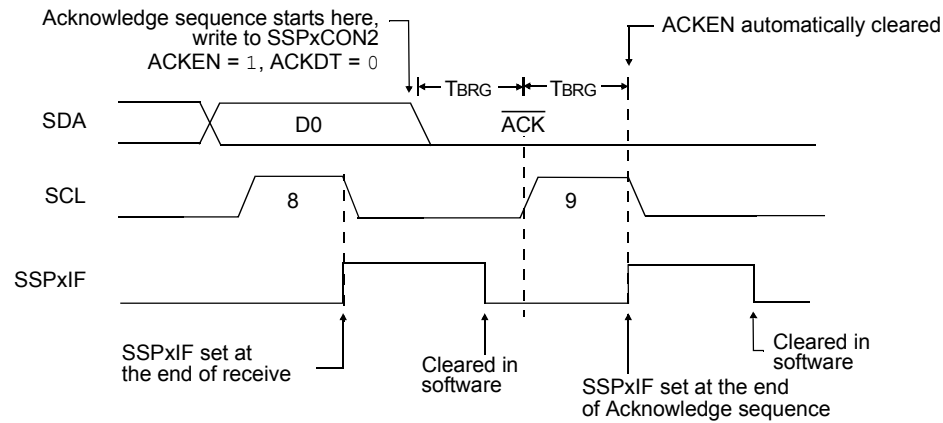 Acknowledge sequence starts here,
write to SSPxCON2
ACKEN = 1, ACKDT = 0
ACKEN automatically cleared
TBRG
TBRG
SDA
D0
ACK
SCL
8
9
SSPxIF
SSPxIF set at
the end of receive
Cleared in
software
SSPxIF set at the end
of Acknowledge sequence
Cleared in
software